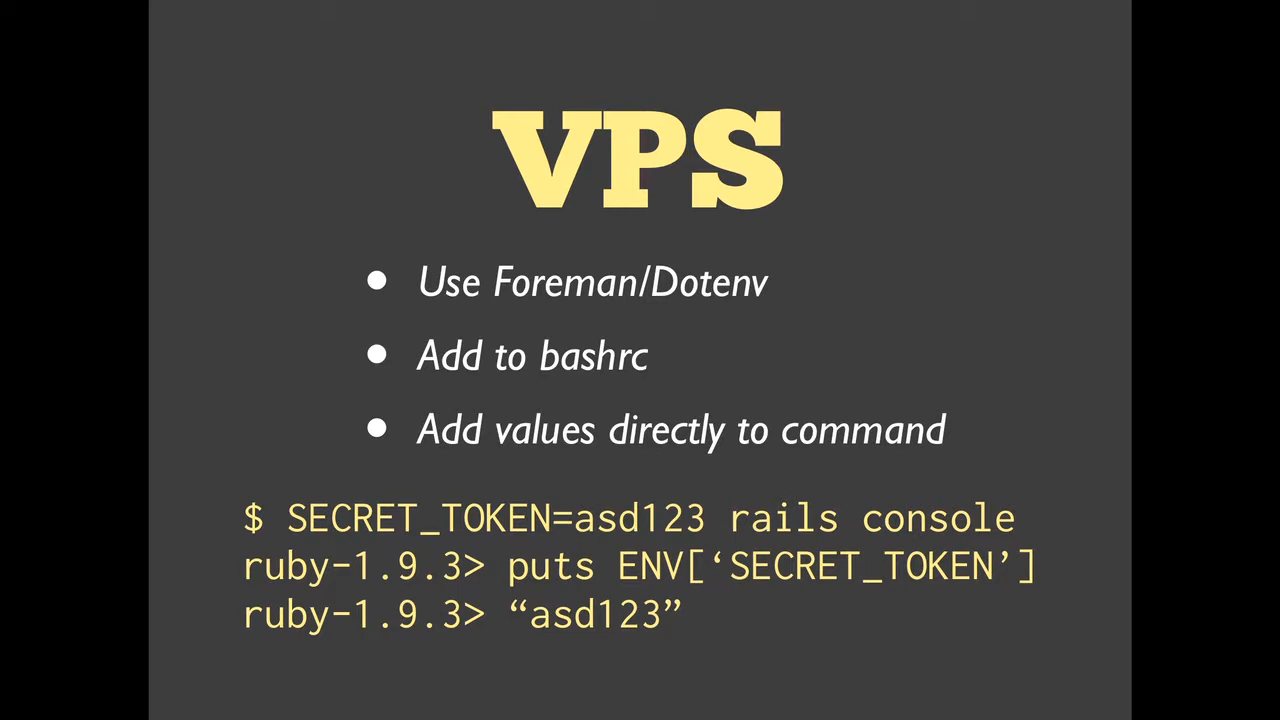 VPS
• Use Foreman/Dotenv
• Add to bashrc
• Add values directly to command
$ SECRET_TOKEN=asd123 rails console
ruby-1.9.3> puts ENV[‘SECRET_TOKEN’]
ruby-1.9.3> “asd123”